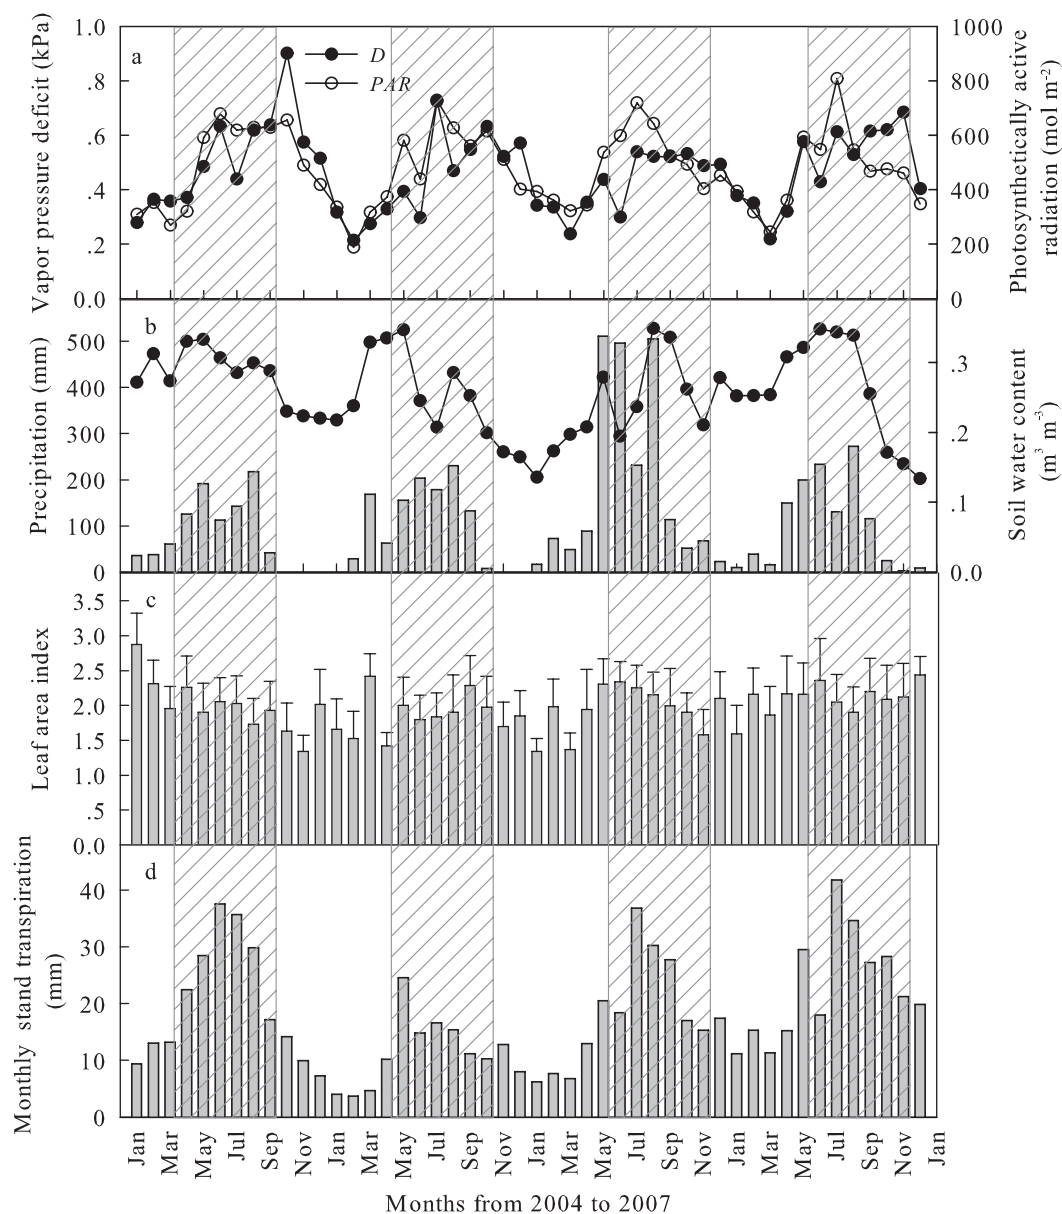 a
D
PAR
1.0
.8
.6
.4
.2
0.0
Vapor pressure deficit (kPa)
1000
800
600
400
200
0
Photosynthetically active
radiation (mol m⁻²)
b
500
400
300
200
100
0
Precipitation (mm)
.3
.2
.1
0.0
Soil water content
(m³ m⁻³)
c
3.5
3.0
2.5
2.0
1.5
1.0
.5
0.0
Leaf area index
d
40
30
20
10
0
Monthly stand transpiration
(mm)
Jan Mar May Jul Sep Nov Jan Mar May Jul Sep Nov Jan Mar May Jul Sep Nov Jan Mar May Jul Sep Nov Jan
Months from 2004 to 2007